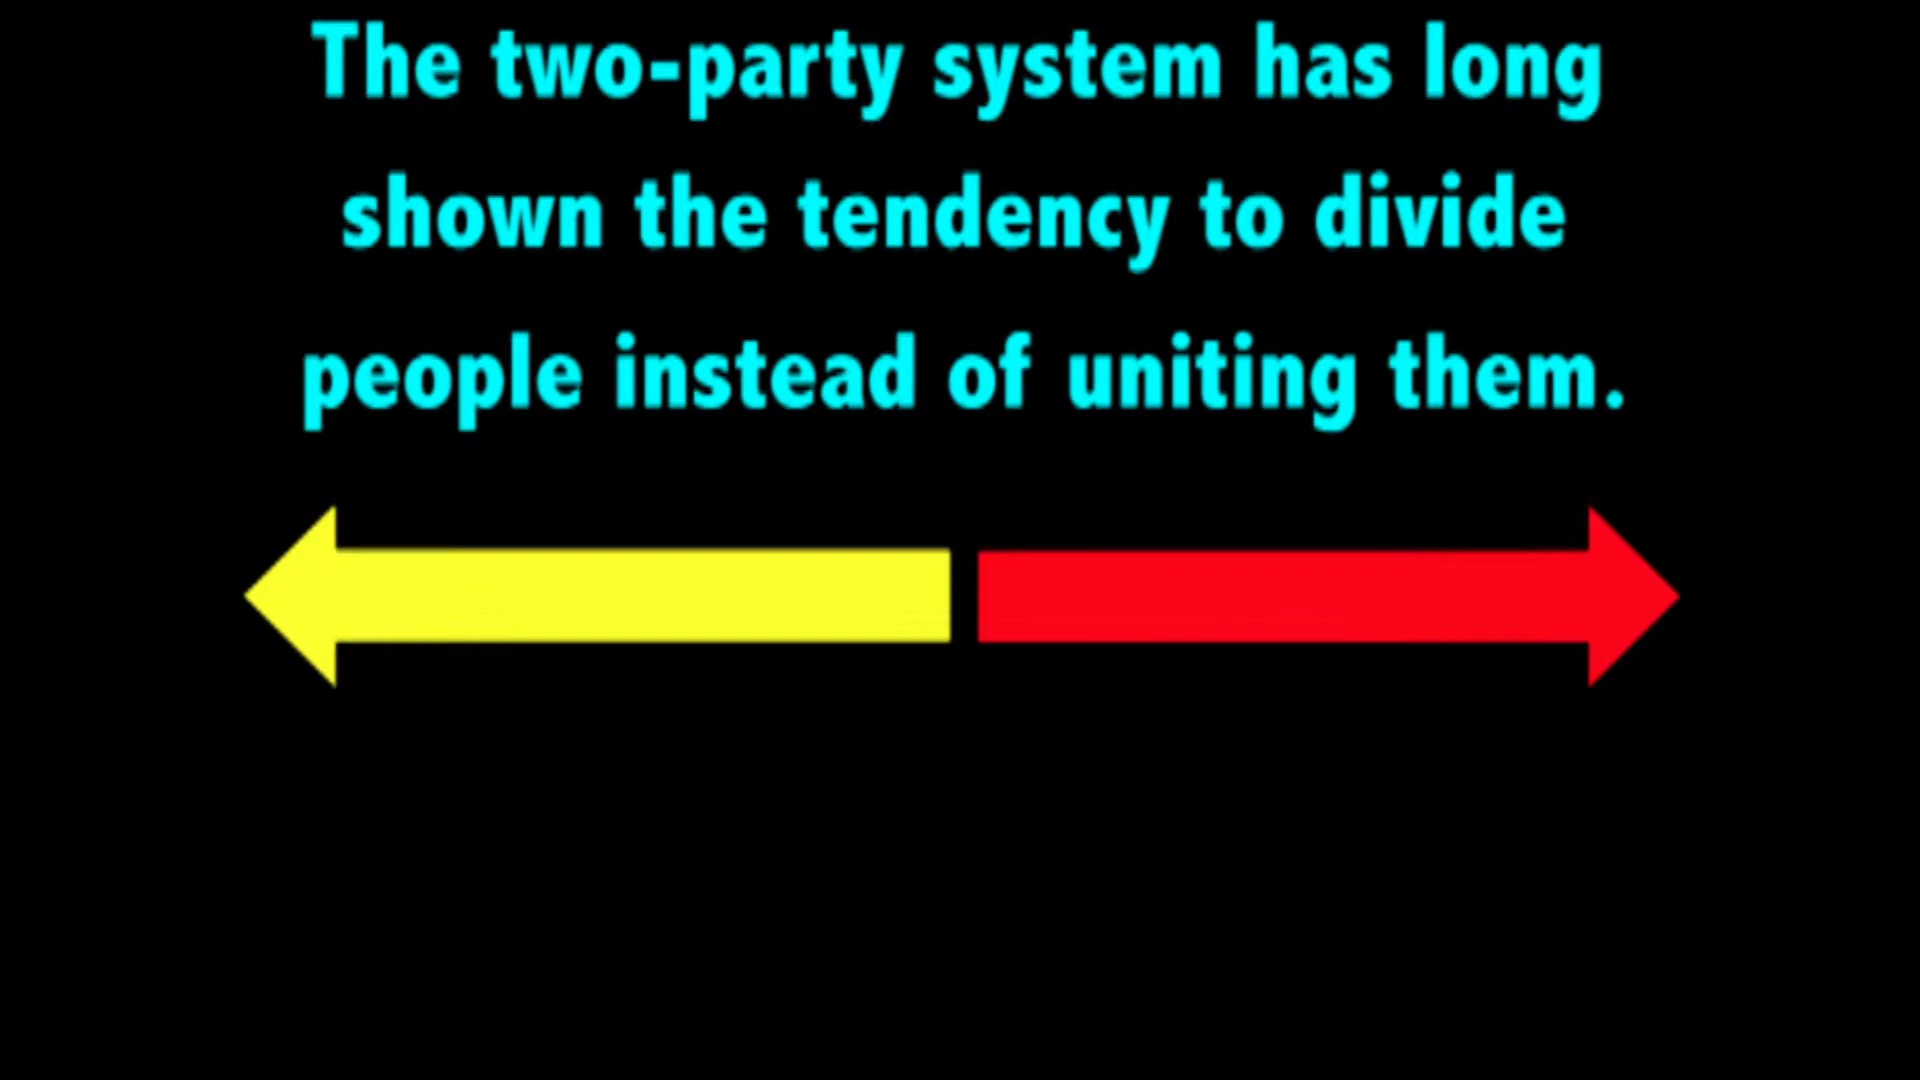 The two-party system has long
shown the tendency to divide
people instead of uniting them.